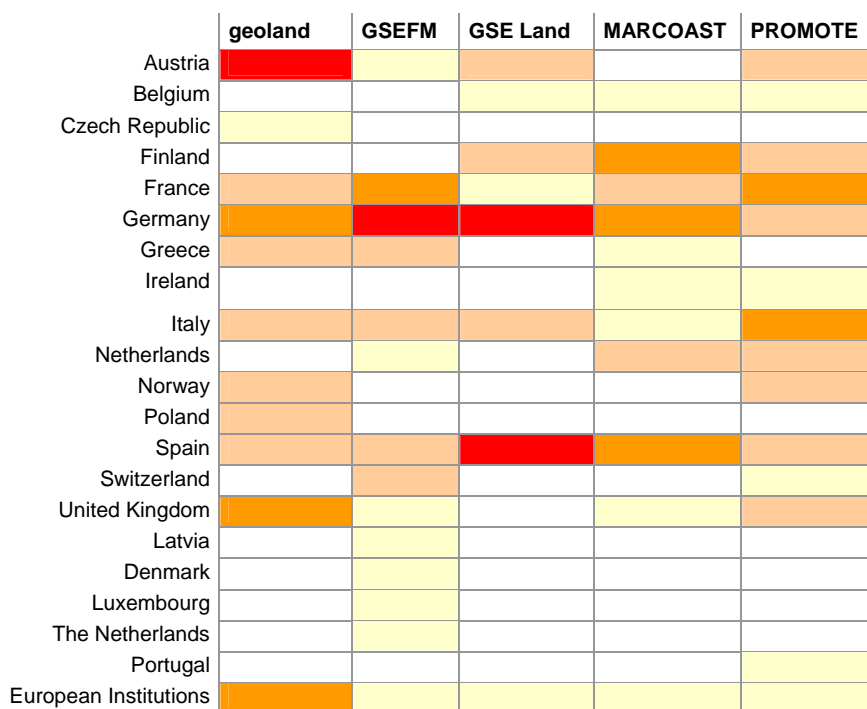 geoland GSEFM GSE Land MARCOAST PROMOTE
Austria
Belgium
Czech Republic
Finland
France
Germany
Greece
Ireland
Italy
Netherlands
Norway
Poland
Spain
Switzerland
United Kingdom
Latvia
Denmark
Luxembourg
The Netherlands
Portugal
European Institutions